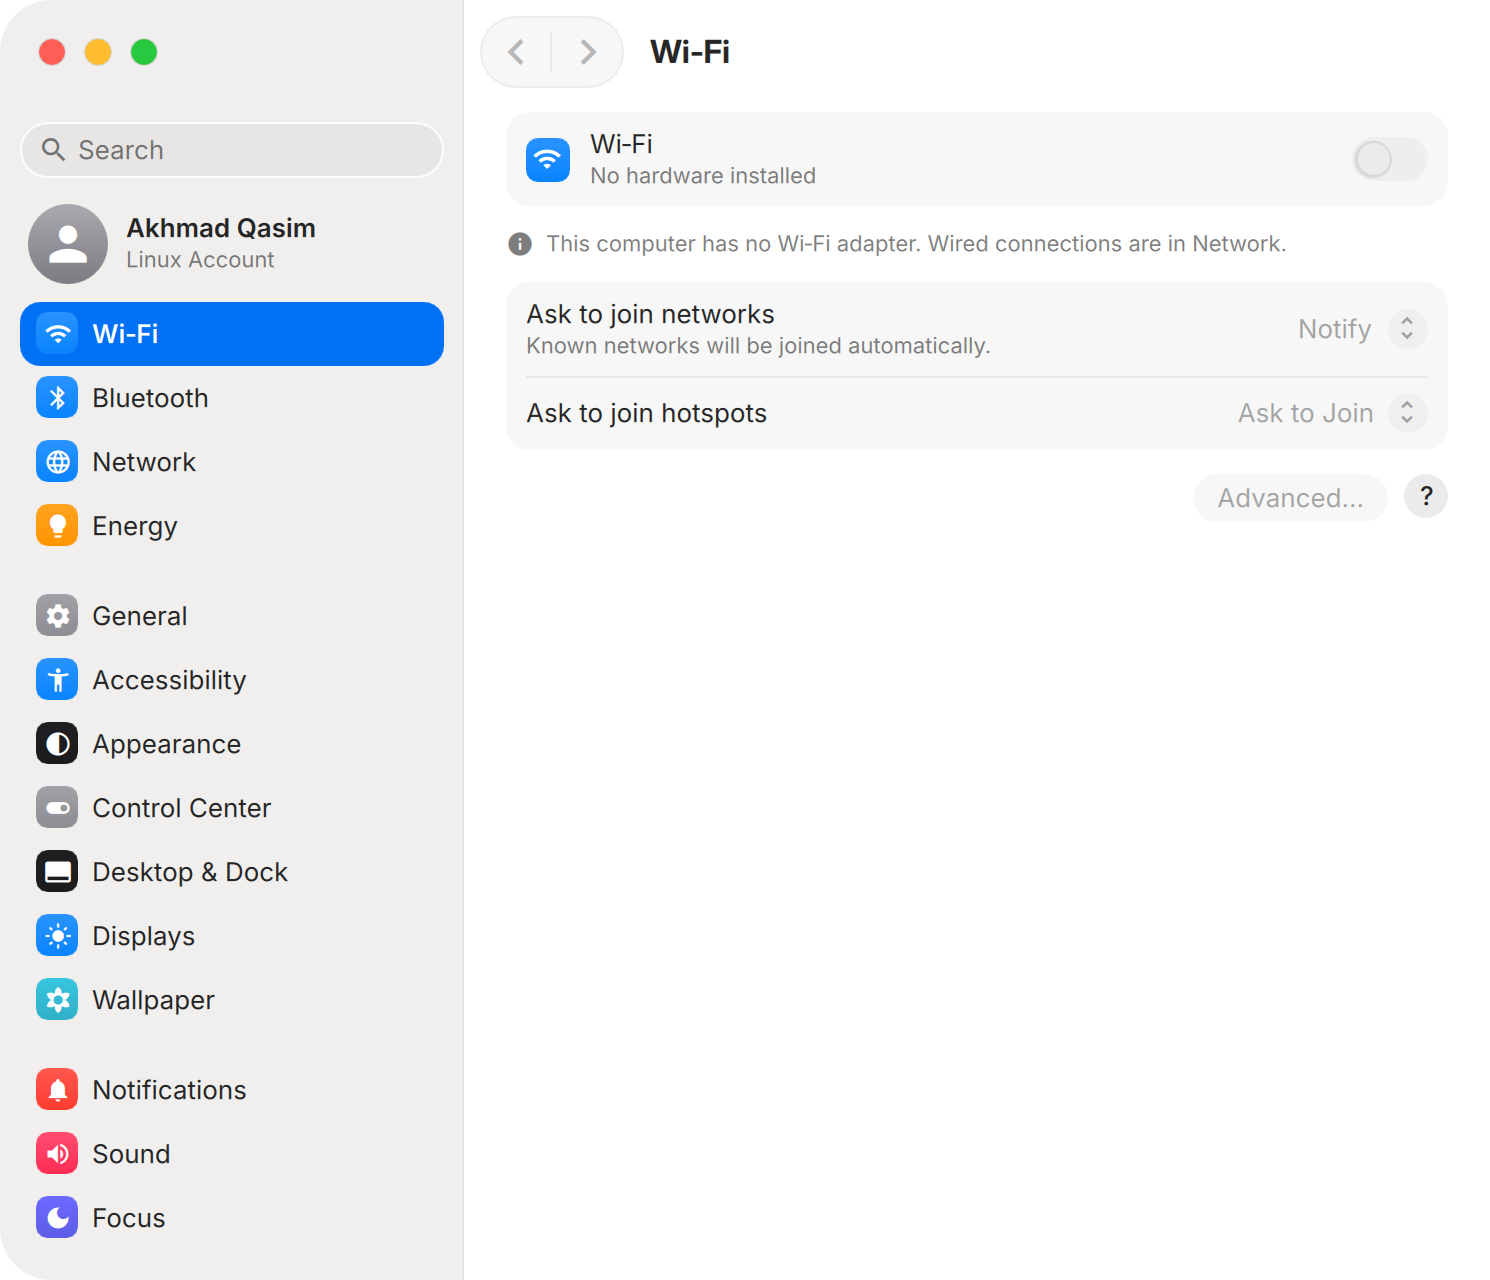 Wi-Fi
Search
Akhmad Qasim
Linux Account
Wi-Fi
Bluetooth
Network
Energy
General
Accessibility
Appearance
Control Center
Desktop & Dock
Displays
Wallpaper
Notifications
Sound
Focus
Wi-Fi
No hardware installed
This computer has no Wi-Fi adapter. Wired connections are in Network.
Ask to join networks
Notify
Known networks will be joined automatically.
Ask to join hotspots
Ask to Join
Advanced...
?